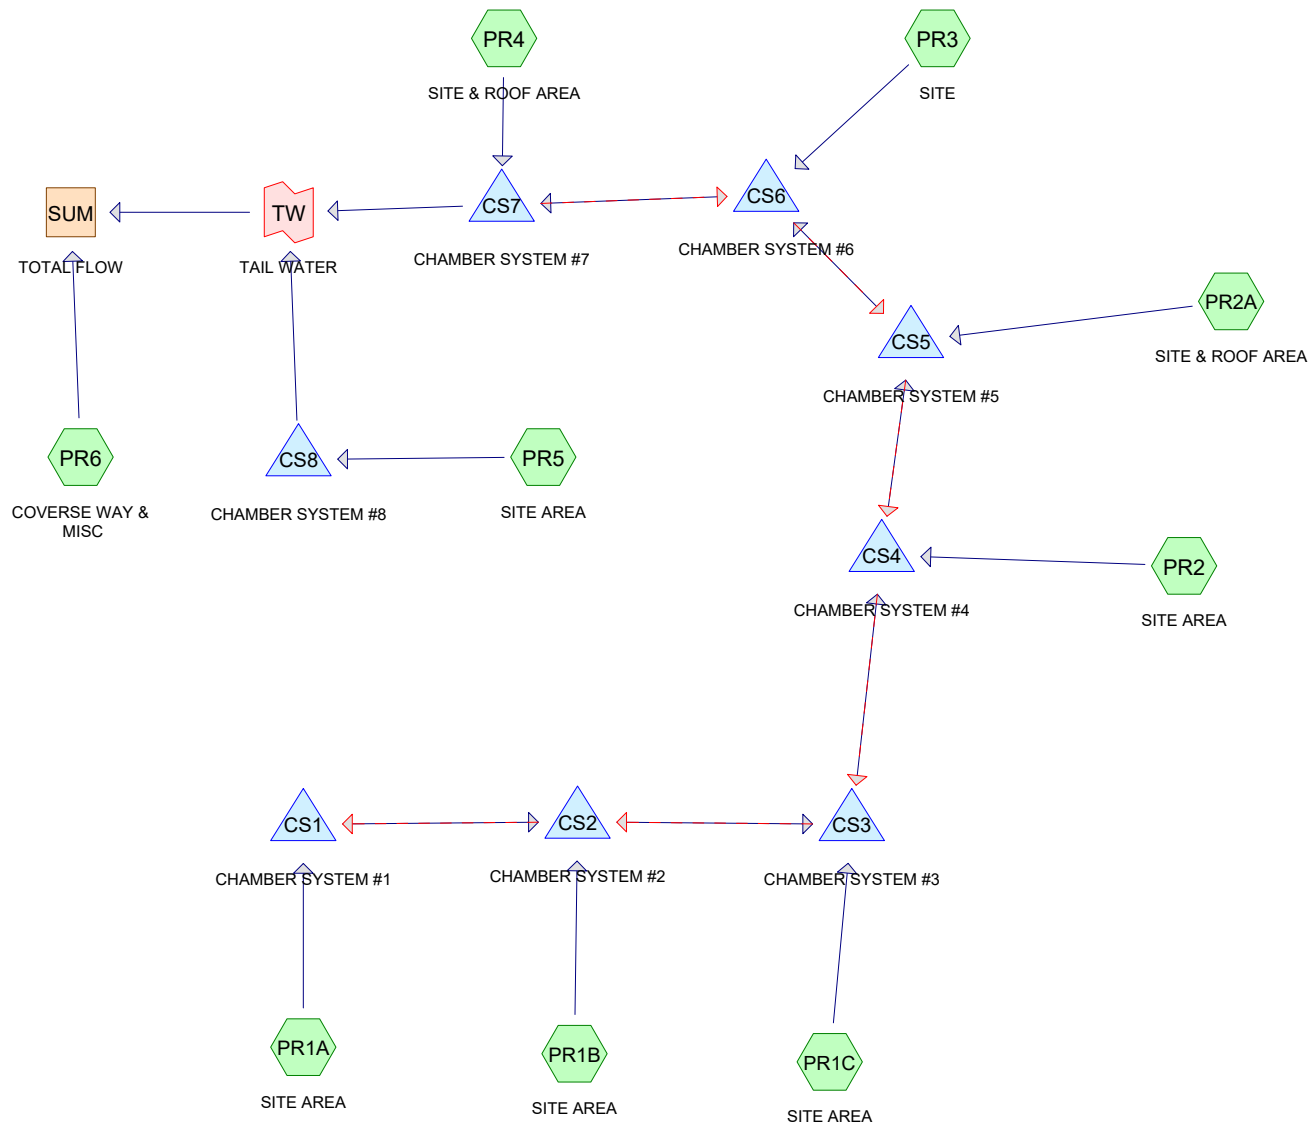 PR4
SITE & ROOF AREA
PR3
SITE
SUM
TOTAL FLOW
TW
TAIL WATER
CS7
CHAMBER SYSTEM #7
CS6
CHAMBER SYSTEM #6
PR2A
SITE & ROOF AREA
CS5
CHAMBER SYSTEM #5
PR6
COVERSE WAY &
MISC
CS8
CHAMBER SYSTEM #8
PR5
SITE AREA
CS4
CHAMBER SYSTEM #4
PR2
SITE AREA
CS1
CHAMBER SYSTEM #1
CS2
CHAMBER SYSTEM #2
CS3
CHAMBER SYSTEM #3
PR1A
SITE AREA
PR1B
SITE AREA
PR1C
SITE AREA